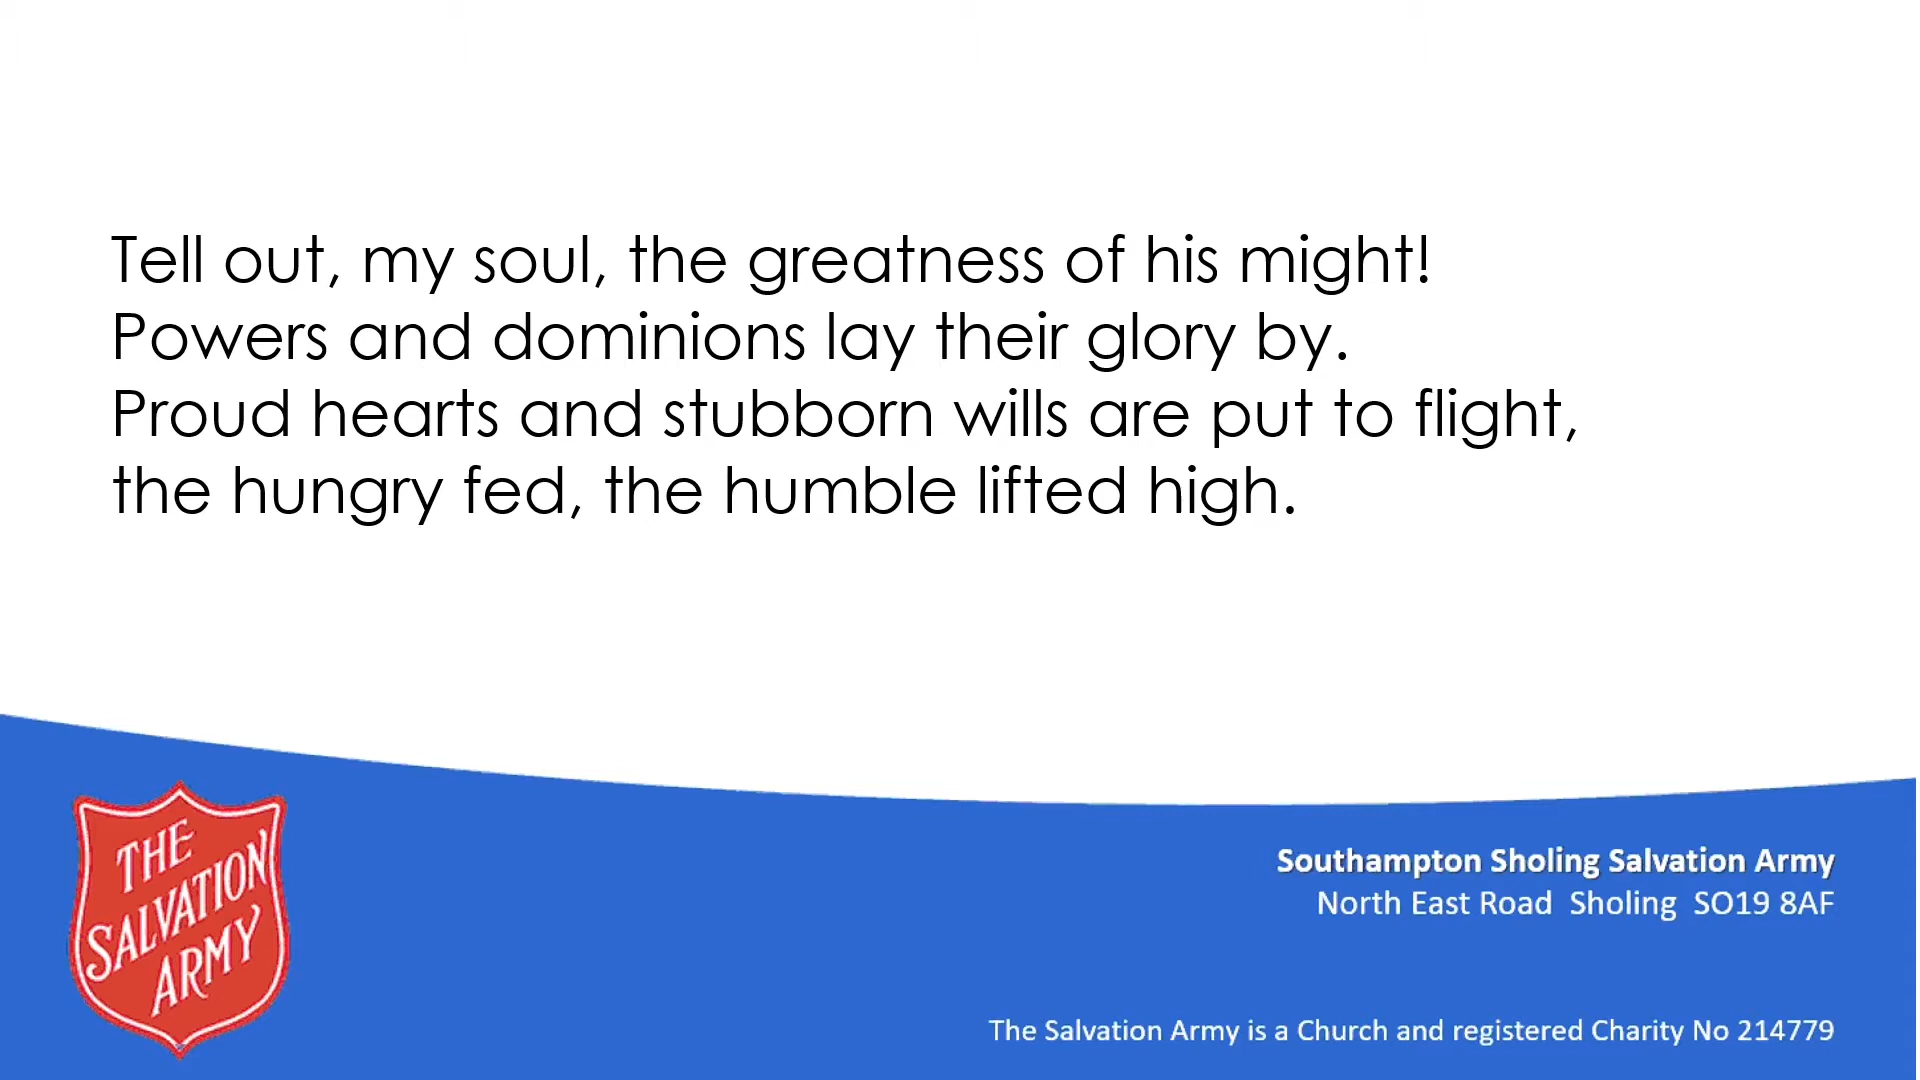 Tell out, my soul, the greatness of his might!
Powers and dominions lay their glory by.
Proud hearts and stubborn wills are put to flight,
the hungry fed, the humble lifted high.
THE
SALVATION
ARMY
Southampton Sholing Salvation Army
North East Road  Sholing  SO19 8AF
The Salvation Army is a Church and registered Charity No 214779